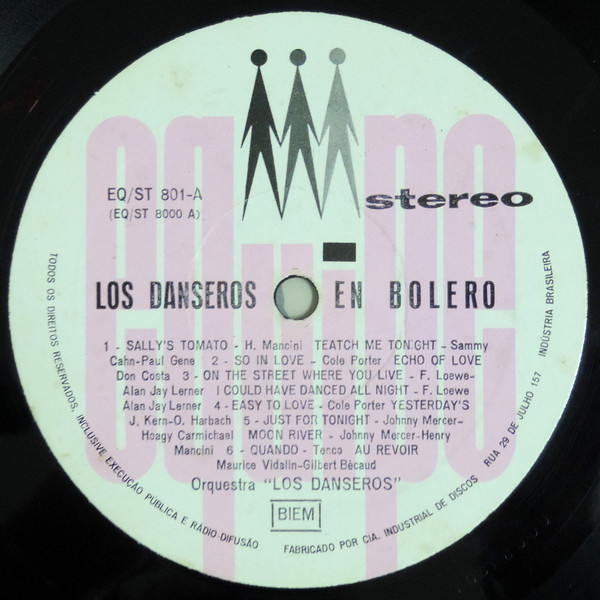 equipe
EQ/ST 801-A
(EQ/ST 8000 A)
stereo
LOS DANSEROS EN BOLERO
1 - SALLY'S TOMATO - H. Mancini TEATCH ME TONIGHT - Sammy
Cahn-Paul Gene 2 - SO IN LOVE - Cole Porter ECHO OF LOVE
Don Costa 3 - ON THE STREET WHERE YOU LIVE - F. Loewe-
Alan Jay Lerner I COULD HAVE DANCED ALL NIGHT - F. Loewe
Alan Jay Lerner 4 - EASY TO LOVE - Cole Porter YESTERDAY'S
J. Kern-O. Harbach 5 - JUST FOR TONIGHT - Johnny Mercer-
Hoagy Carmichael MOON RIVER - Johnny Mercer-Henry
Mancini 6 - QUANDO - Tenco AU REVOIR
Maurice Vidalin-Gilbert Bécaud
Orquestra "LOS DANSEROS"
BIEM
TODOS OS DIREITOS RESERVADOS, INCLUSIVE EXECUÇÃO PÚBLICA E RÁDIO-DIFUSÃO
FABRICADO POR CIA. INDUSTRIAL DE DISCOS RUA 29 DE JULHO 157 INDÚSTRIA BRASILEIRA